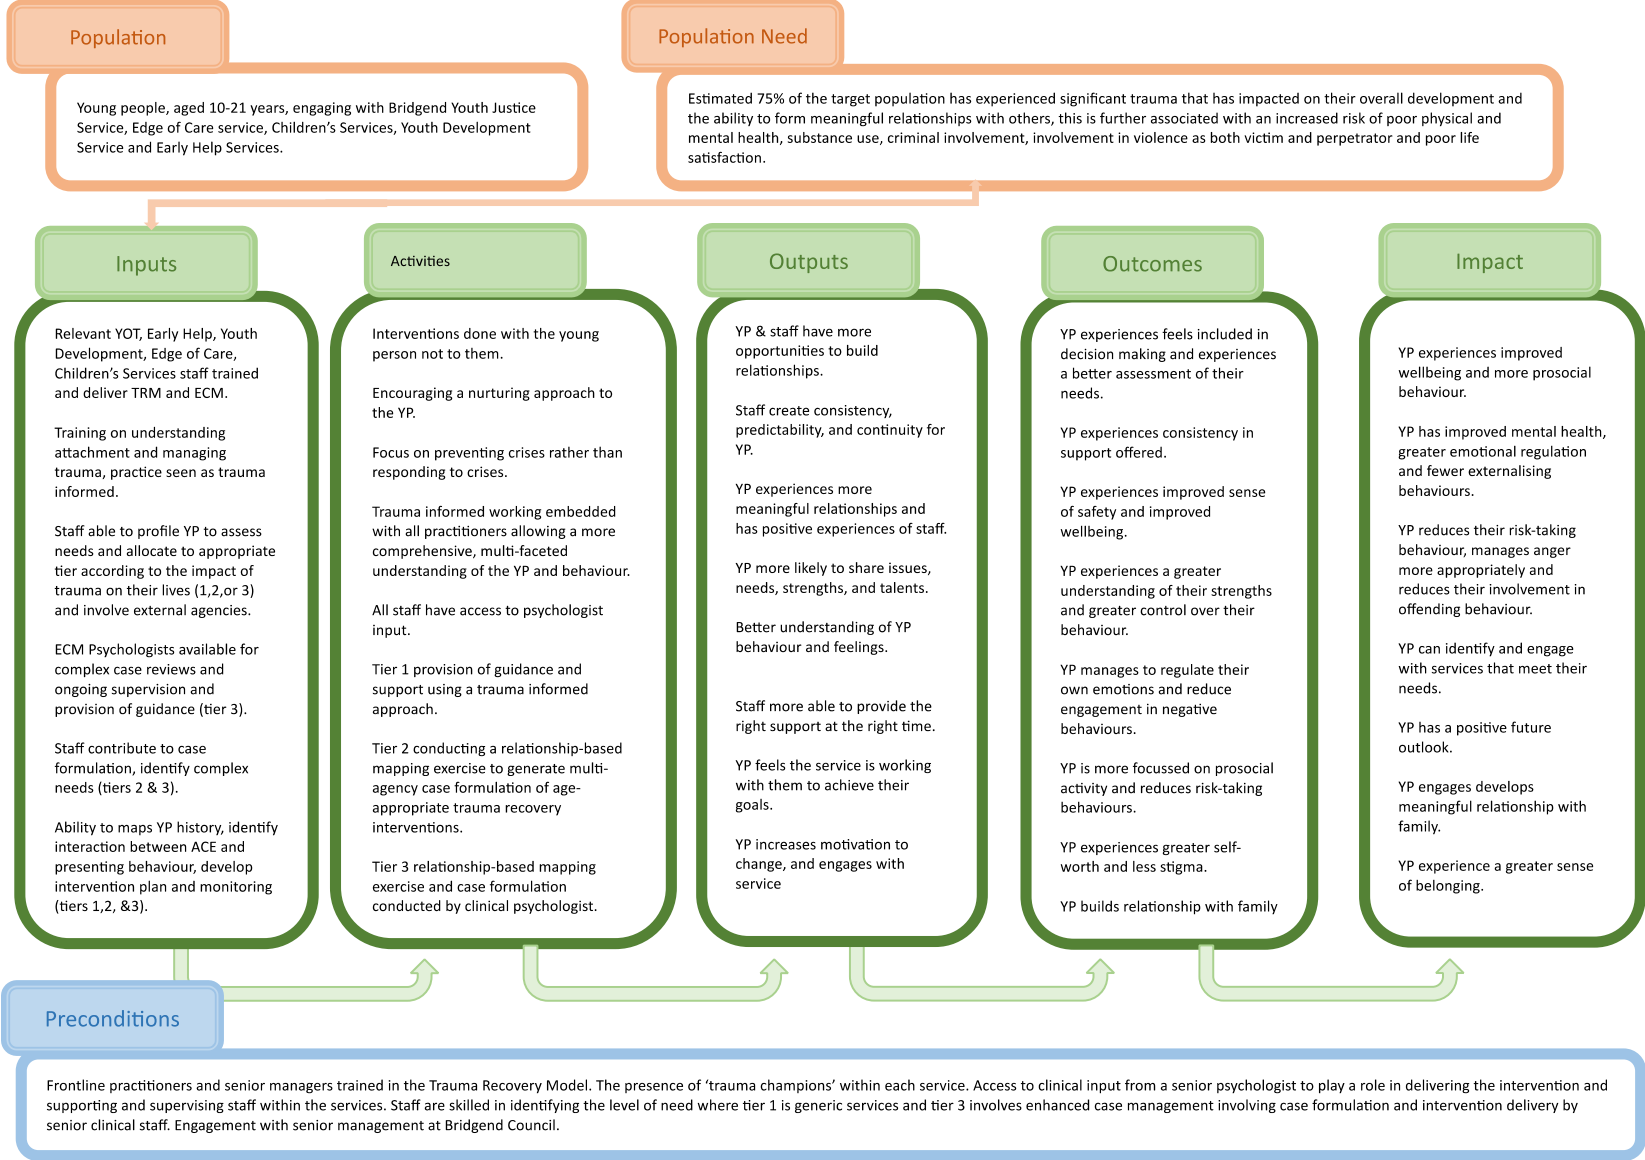 Population
Young people, aged 10-21 years, engaging with Bridgend Youth Justice
Service, Edge of Care service, Children's Services, Youth Development
Service and Early Help Services.
Population Need
Estimated 75% of the target population has experienced significant trauma that has impacted on their overall development and
the ability to form meaningful relationships with others, this is further associated with an increased risk of poor physical and
mental health, substance use, criminal involvement, involvement in violence as both victim and perpetrator and poor life
satisfaction.
Inputs
Relevant YOT, Early Help, Youth
Development, Edge of Care,
Children's Services staff trained
and deliver TRM and ECM.
Training on understanding
attachment and managing
trauma, practice seen as trauma
informed.
Staff able to profile YP to assess
needs and allocate to appropriate
tier according to the impact of
trauma on their lives (1,2,or 3)
and involve external agencies.
ECM Psychologists available for
complex case reviews and
ongoing supervision and
provision of guidance (tier 3).
Staff contribute to case
formulation, identify complex
needs (tiers 2 & 3).
Ability to maps YP history, identify
interaction between ACE and
presenting behaviour, develop
intervention plan and monitoring
(tiers 1,2, &3).
Activities
Interventions done with the young
person not to them.
Encouraging a nurturing approach to
the YP.
Focus on preventing crises rather than
responding to crises.
Trauma informed working embedded
with all practitioners allowing a more
comprehensive, multi-faceted
understanding of the YP and behaviour.
All staff have access to psychologist
input.
Tier 1 provision of guidance and
support using a trauma informed
approach.
Tier 2 conducting a relationship-based
mapping exercise to generate multi-
agency case formulation of age-
appropriate trauma recovery
interventions.
Tier 3 relationship-based mapping
exercise and case formulation
conducted by clinical psychologist.
Outputs
YP & staff have more
opportunities to build
relationships.
Staff create consistency,
predictability, and continuity for
YP.
YP experiences more
meaningful relationships and
has positive experiences of staff.
YP more likely to share issues,
needs, strengths, and talents.
Better understanding of YP
behaviour and feelings.
Staff more able to provide the
right support at the right time.
YP feels the service is working
with them to achieve their
goals.
YP increases motivation to
change, and engages with
service
Outcomes
YP experiences feels included in
decision making and experiences
a better assessment of their
needs.
YP experiences consistency in
support offered.
YP experiences improved sense
of safety and improved
wellbeing.
YP experiences a greater
understanding of their strengths
and greater control over their
behaviour.
YP manages to regulate their
own emotions and reduce
engagement in negative
behaviours.
YP is more focussed on prosocial
activity and reduces risk-taking
behaviours.
YP experiences greater self-
worth and less stigma.
YP builds relationship with family
Impact
YP experiences improved
wellbeing and more prosocial
behaviour.
YP has improved mental health,
greater emotional regulation
and fewer externalising
behaviours.
YP reduces their risk-taking
behaviour, manages anger
more appropriately and
reduces their involvement in
offending behaviour.
YP can identify and engage
with services that meet their
needs.
YP has a positive future
outlook.
YP engages develops
meaningful relationship with
family.
YP experience a greater sense
of belonging.
Preconditions
Frontline practitioners and senior managers trained in the Trauma Recovery Model. The presence of 'trauma champions' within each service. Access to clinical input from a senior psychologist to play a role in delivering the intervention and
supporting and supervising staff within the services. Staff are skilled in identifying the level of need where tier 1 is generic services and tier 3 involves enhanced case management involving case formulation and intervention delivery by
senior clinical staff. Engagement with senior management at Bridgend Council.